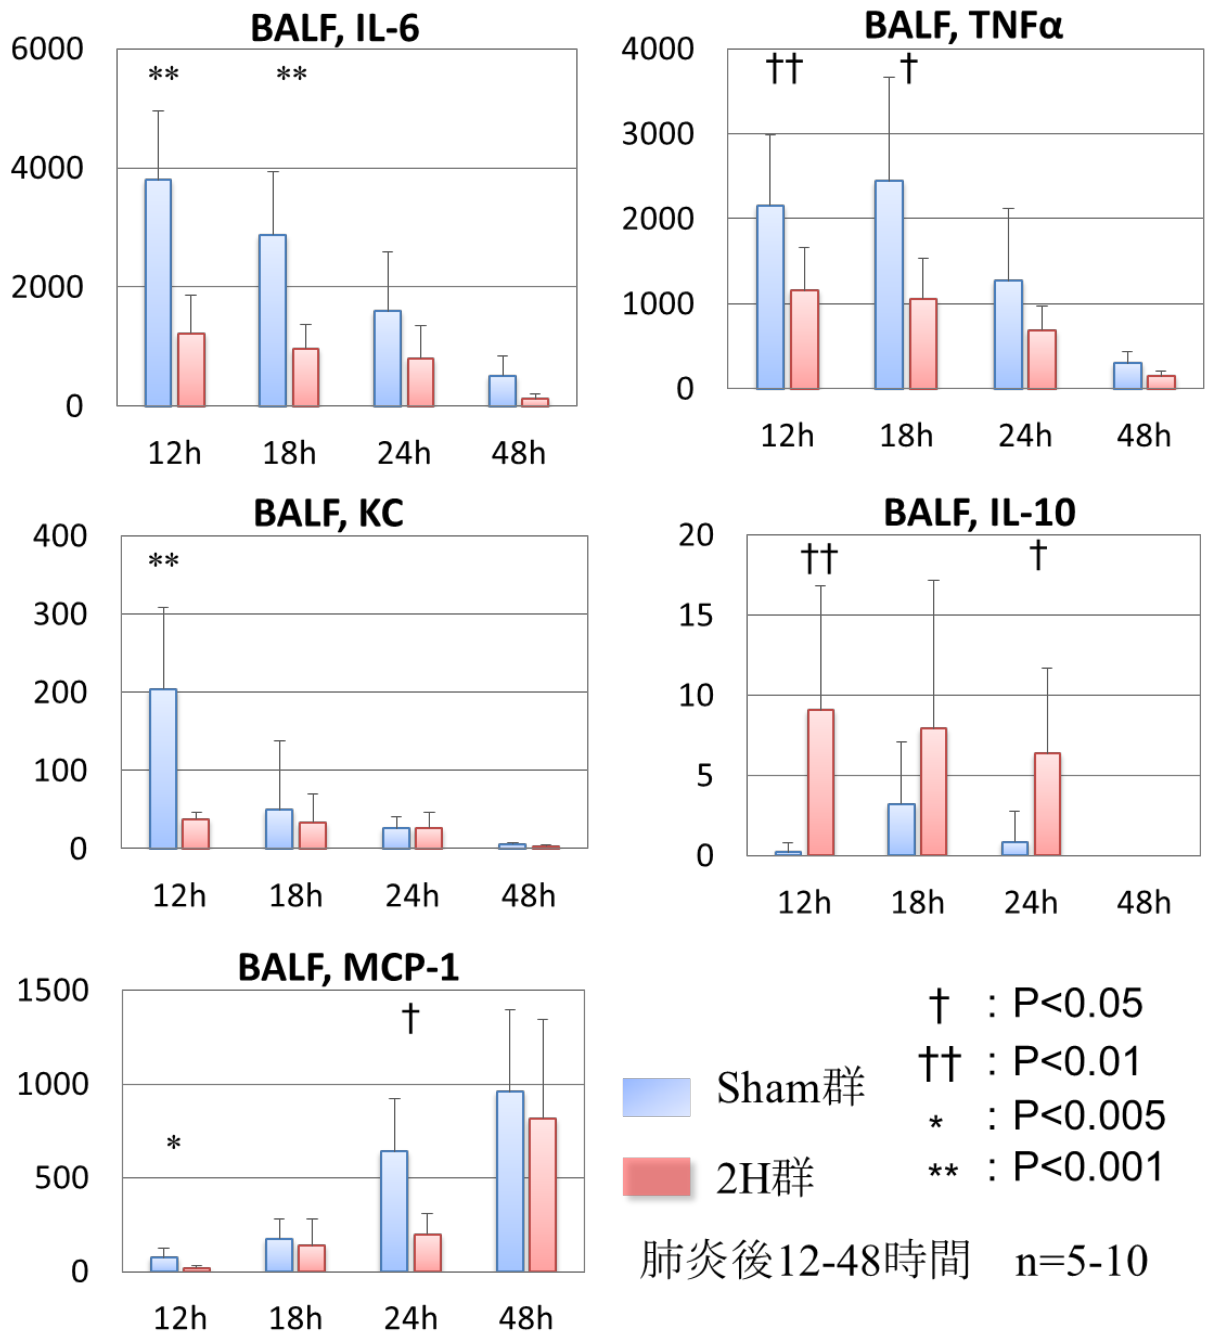 BALF, IL-6
6000
4000
2000
0
** **
12h 18h 24h 48h
BALF, TNFα
4000
3000
2000
1000
0
†† †
12h 18h 24h 48h
BALF, KC
400
300
200
100
0
**
12h 18h 24h 48h
BALF, IL-10
20
15
10
5
0
†† †
12h 18h 24h 48h
BALF, MCP-1
1500
1000
500
0
* †
12h 18h 24h 48h
† : P<0.05
†† : P<0.01
* : P<0.005
** : P<0.001
Sham群
2H群
肺炎後12-48時間 n=5-10